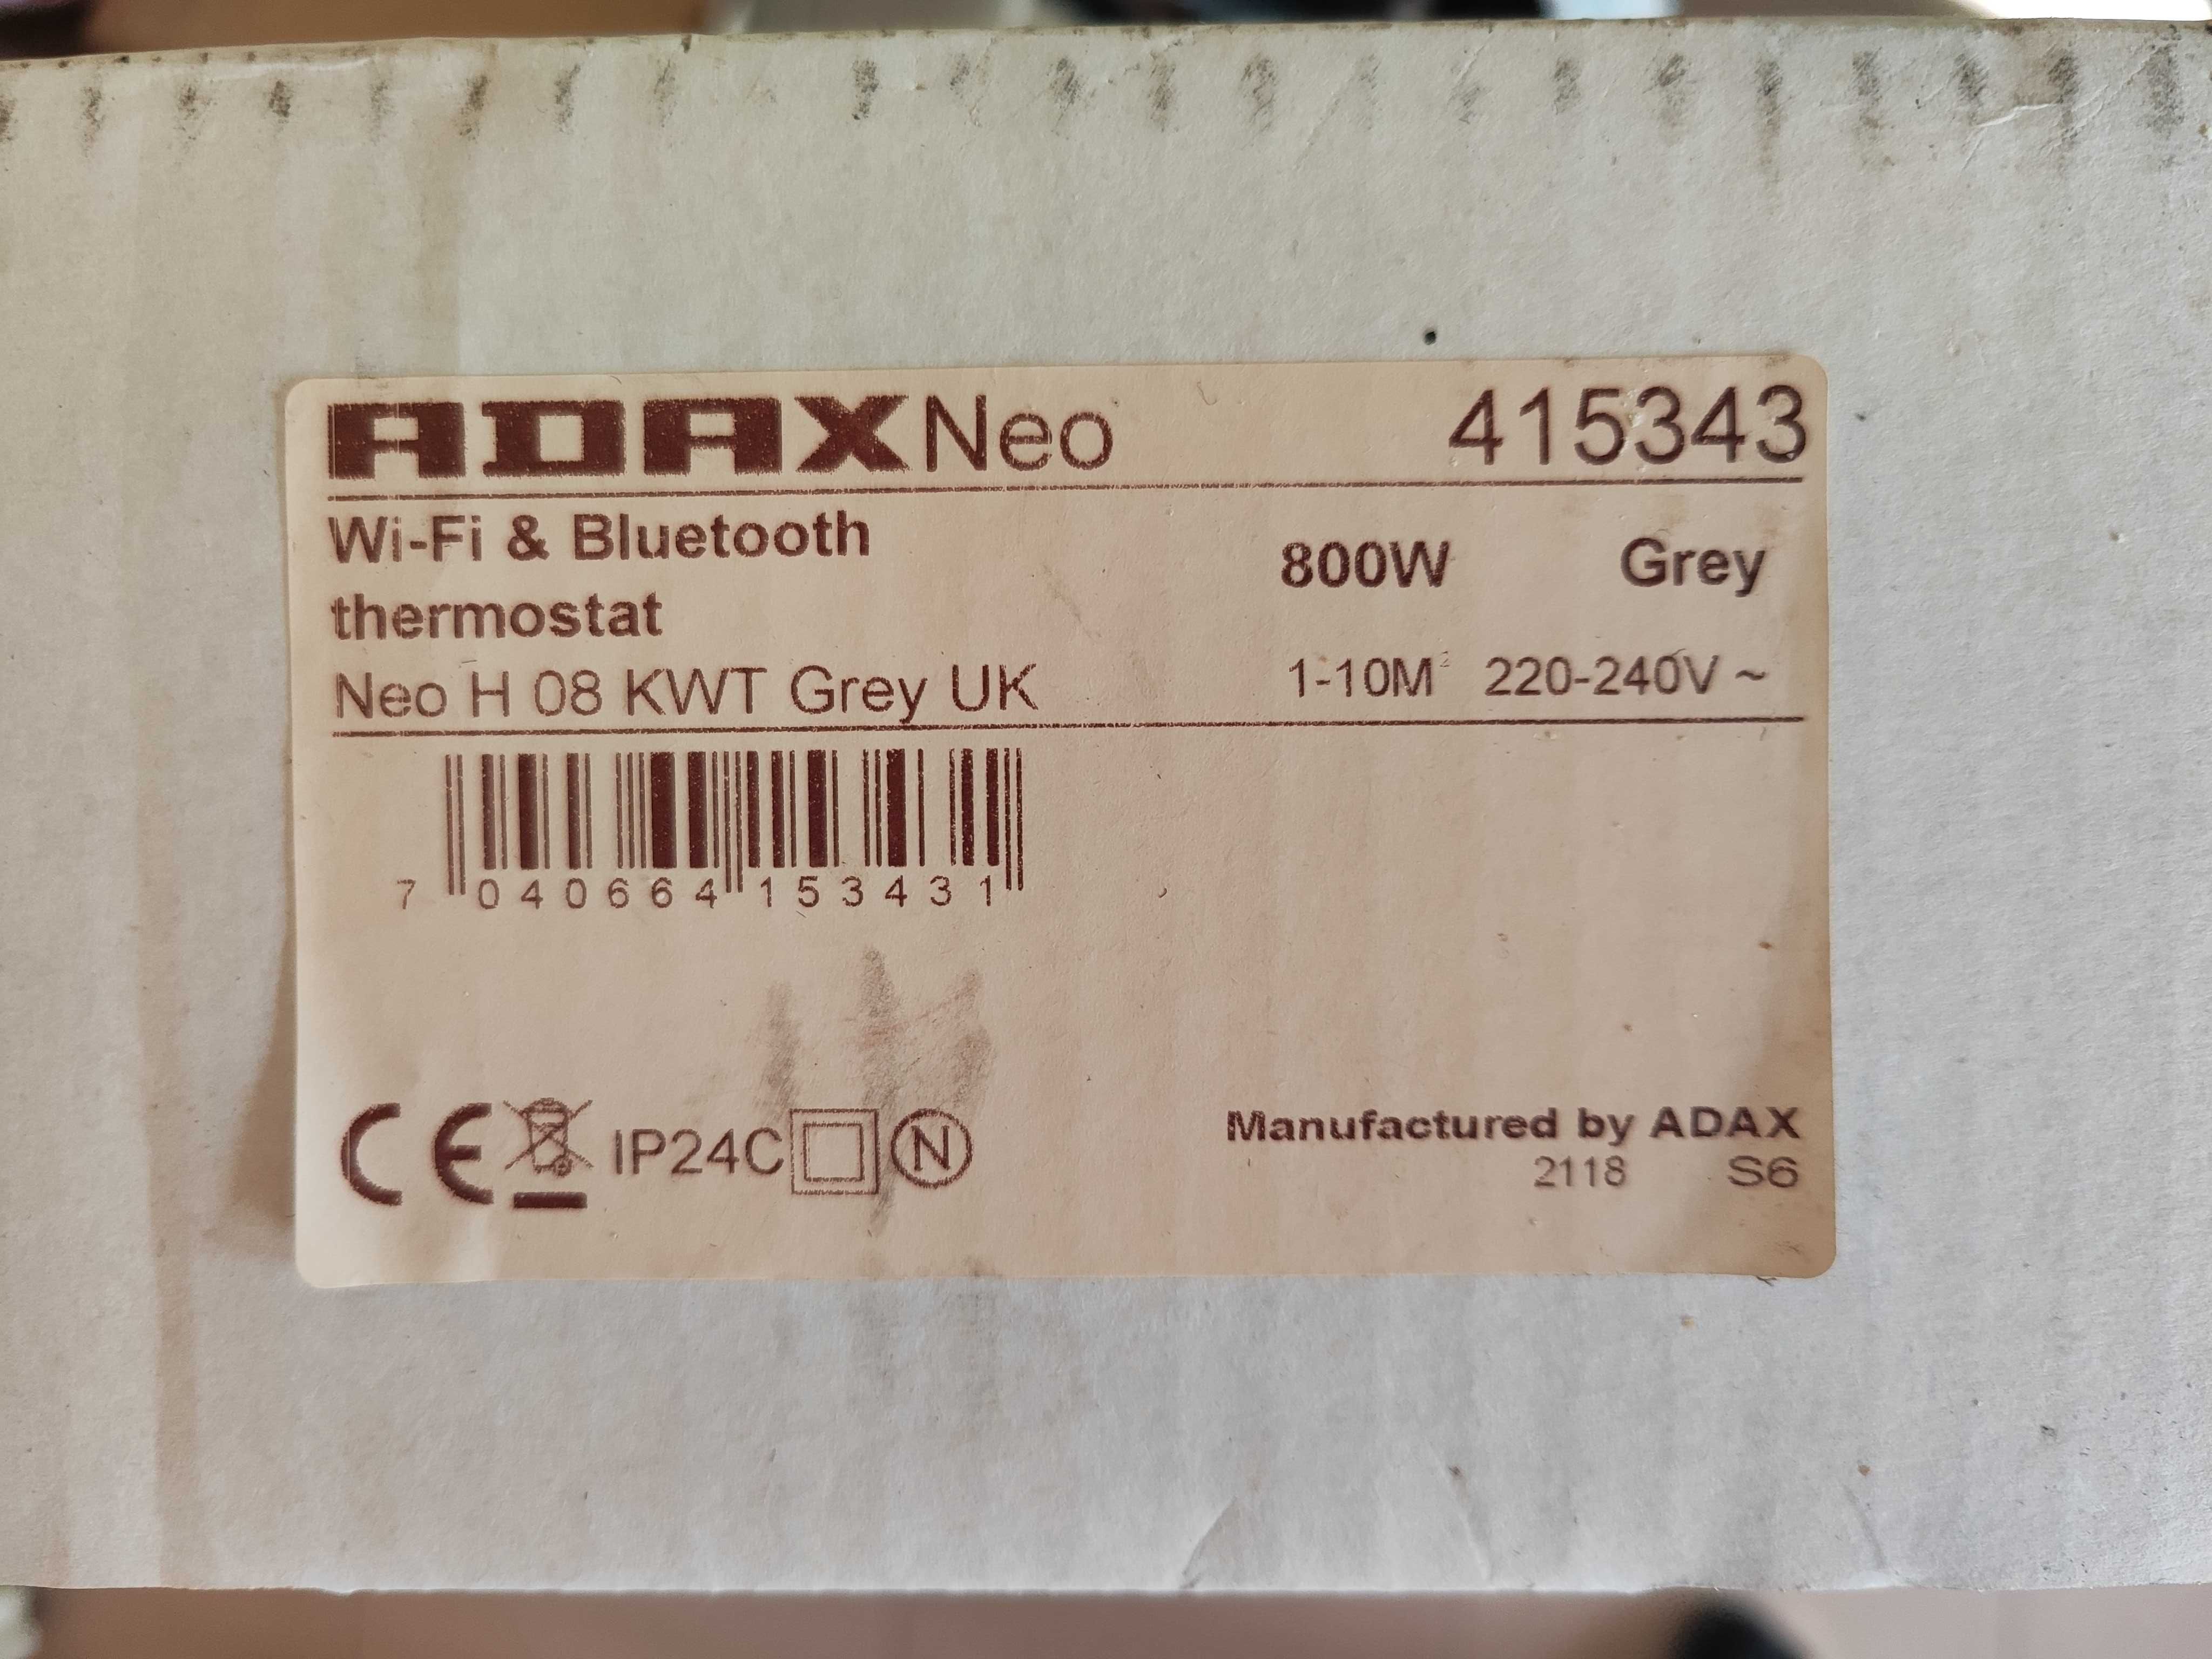 ADAX Neo 415343
Wi-Fi & Bluetooth
thermostat
800W Grey
Neo H 08 KWT Grey UK
1-10M² 220-240V ~
7 040664 153431
CE IP24C N
Manufactured by ADAX
2118 S6